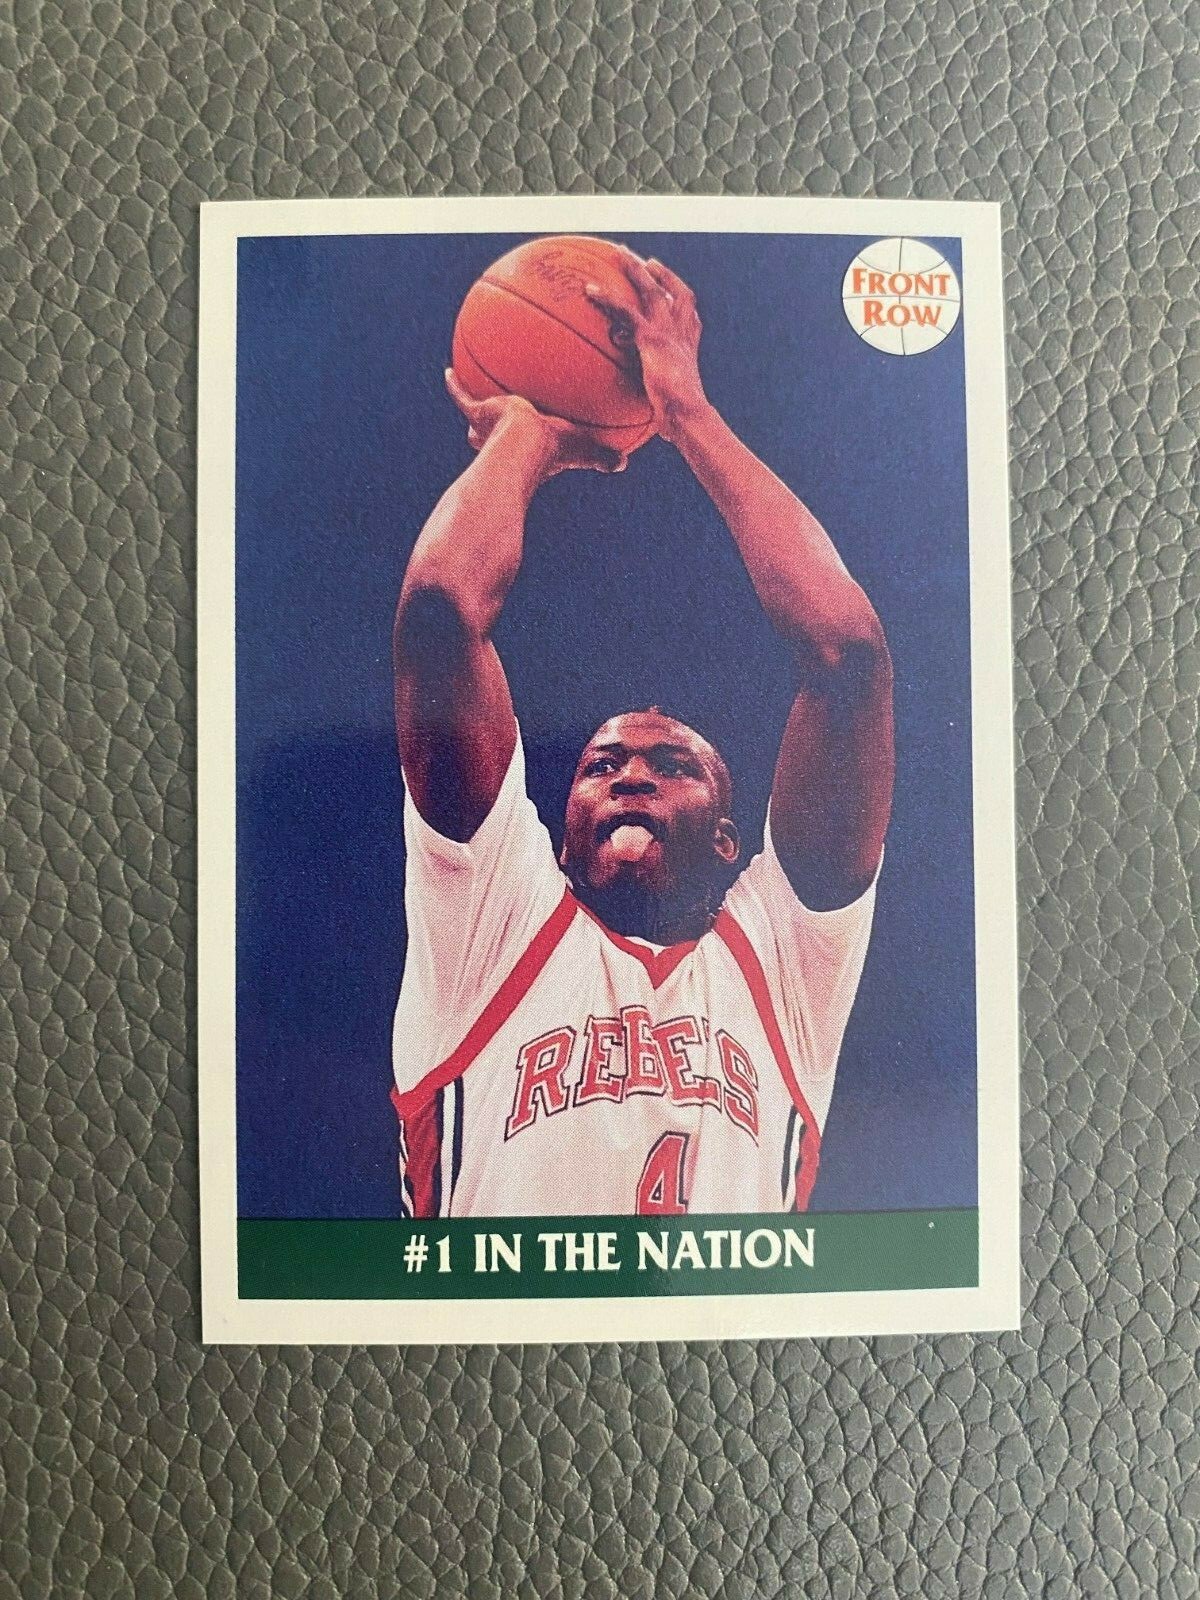 FRONT
ROW
REBELS
4
#1 IN THE NATION